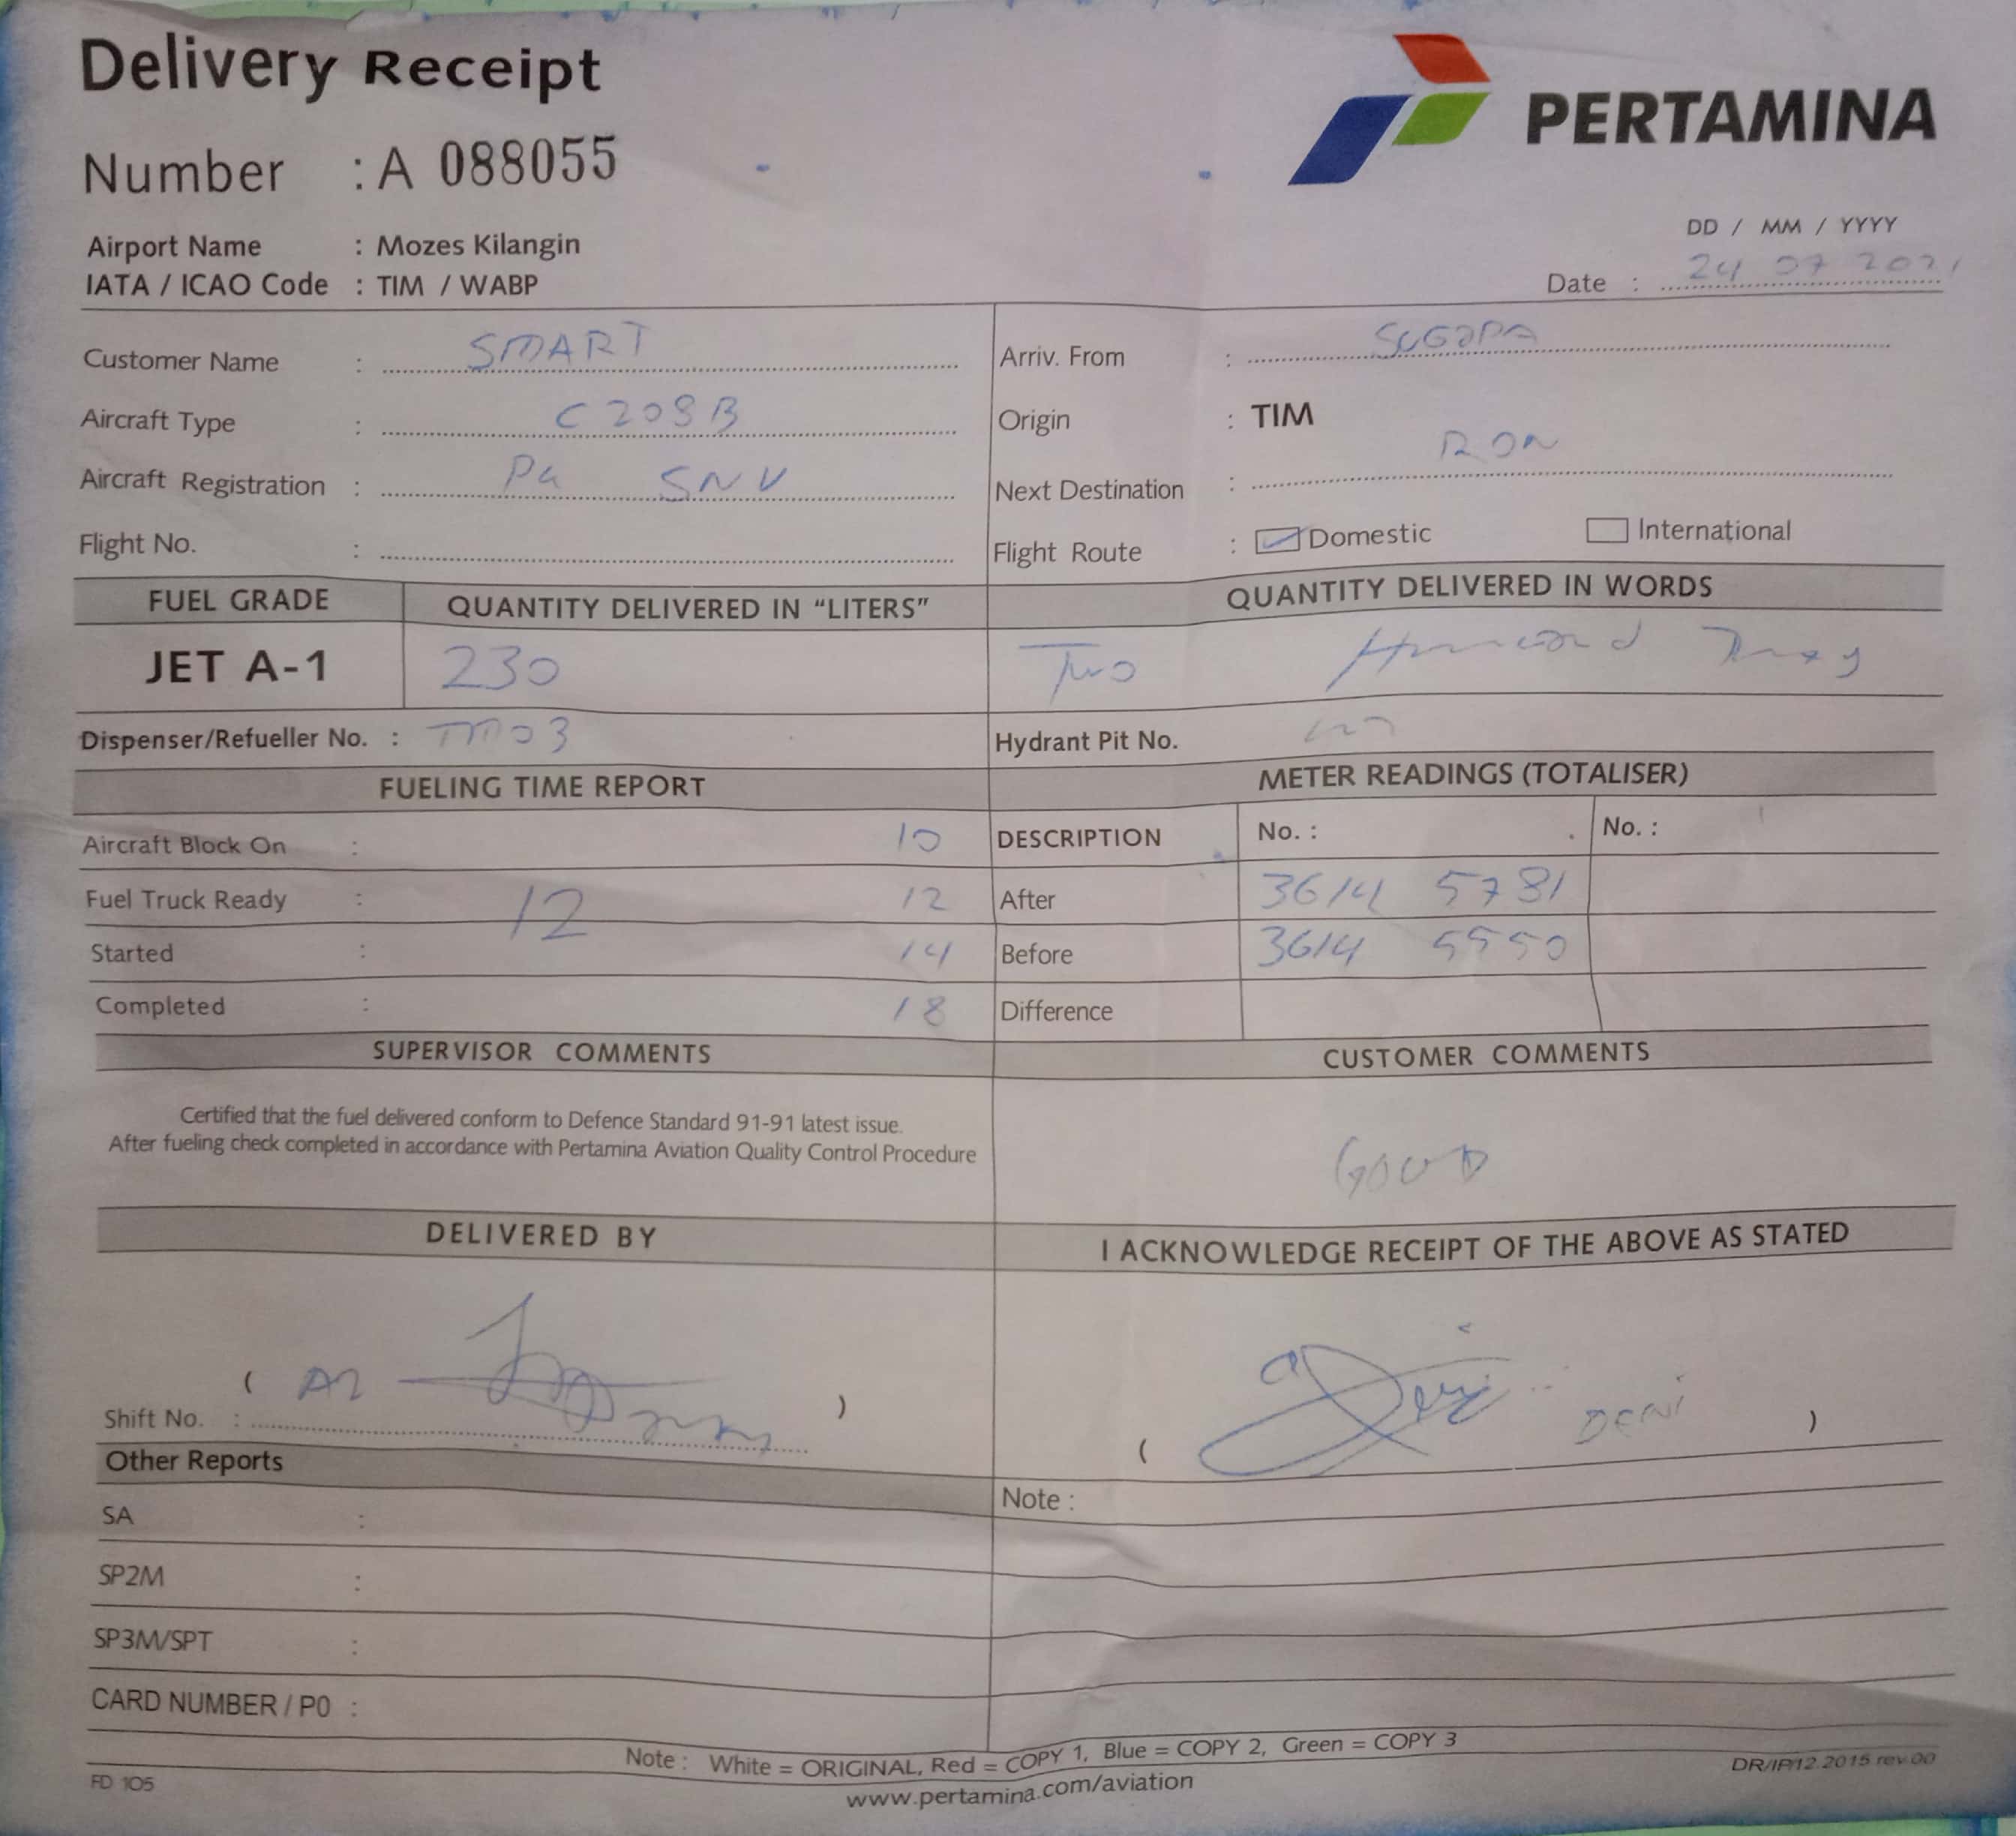 Delivery Receipt
PERTAMINA
Number : A 088055
DD / MM / YYYY
Airport Name : Mozes Kilangin
IATA / ICAO Code : TIM / WABP
Date : 24 07 2021
Customer Name : SMART
Arriv. From :
Aircraft Type : C 208 B
Origin : TIM
Aircraft Registration : PK SNV
Next Destination : RON
Flight No. :
Flight Route : Domestic International
FUEL GRADE QUANTITY DELIVERED IN “LITERS” QUANTITY DELIVERED IN WORDS
JET A-1 230 Two Hundred
Dispenser/Refueller No. : TM 03 Hydrant Pit No.
FUELING TIME REPORT METER READINGS (TOTALISER)
Aircraft Block On : 10 DESCRIPTION No. : No. :
Fuel Truck Ready : 12 12 After 3614 5781
Started : 14 Before 3614 5550
Completed : 18 Difference
SUPERVISOR COMMENTS CUSTOMER COMMENTS
Certified that the fuel delivered conform to Defence Standard 91-91 latest issue.
After fueling check completed in accordance with Pertamina Aviation Quality Control Procedure
GOOD
DELIVERED BY I ACKNOWLEDGE RECEIPT OF THE ABOVE AS STATED
( )
Shift No. :
( DENI )
Other Reports
Note :
SA :
SP2M :
SP3M/SPT :
CARD NUMBER / P0 :
Note : White = ORIGINAL, Red = COPY 1, Blue = COPY 2, Green = COPY 3
FD 105 www.pertamina.com/aviation DR/IP/12.2015 rev.00